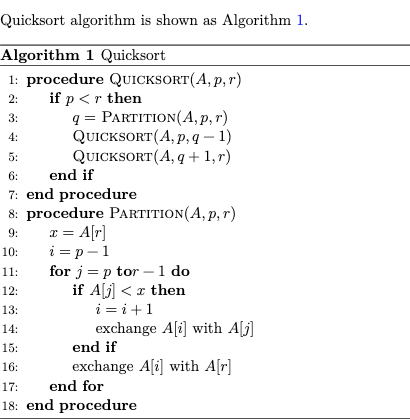 Quicksort algorithm is shown as Algorithm 1.
Algorithm 1 Quicksort
1: procedure QUICKSORT(A, p, r)
2: if p < r then
3: q = PARTITION(A, p, r)
4: QUICKSORT(A, p, q − 1)
5: QUICKSORT(A, q + 1, r)
6: end if
7: end procedure
8: procedure PARTITION(A, p, r)
9: x = A[r]
10: i = p − 1
11: for j = p tor − 1 do
12: if A[j] < x then
13: i = i + 1
14: exchange A[i] with A[j]
15: end if
16: exchange A[i] with A[r]
17: end for
18: end procedure